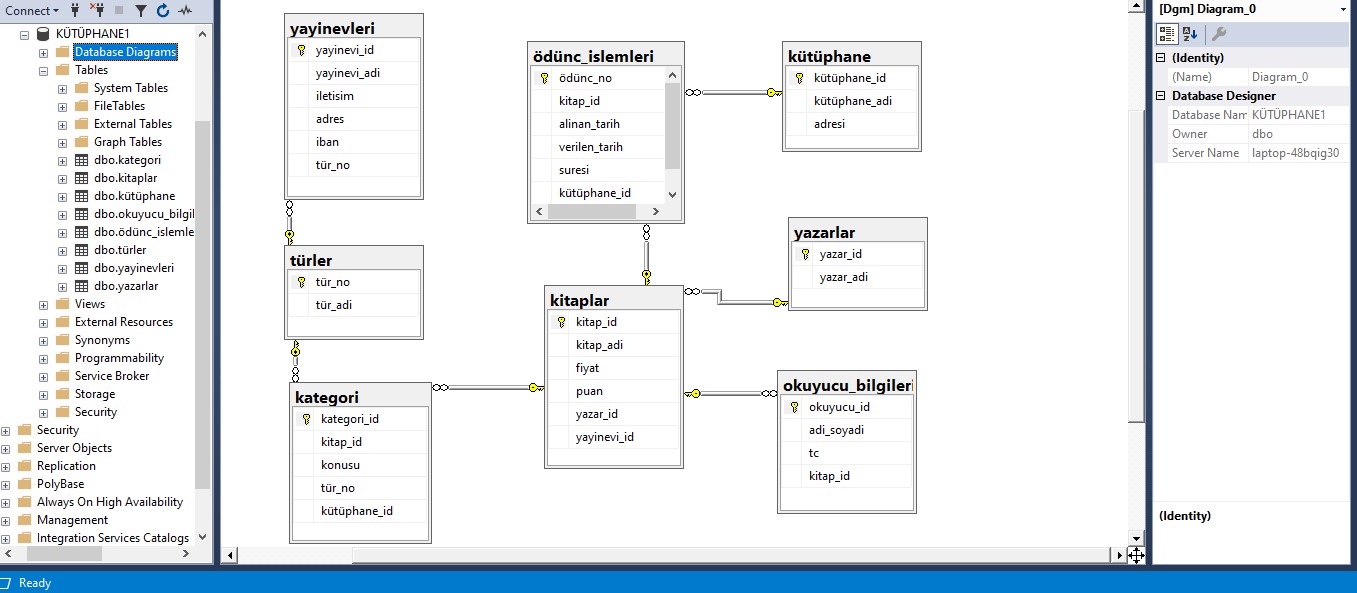 Connect
KÜTÜPHANE1
Database Diagrams
Tables
System Tables
FileTables
External Tables
Graph Tables
dbo.kategori
dbo.kitaplar
dbo.kütüphane
dbo.okuyucu_bilgil
dbo.ödünc_islemle
dbo.türler
dbo.yayinevleri
dbo.yazarlar
Views
External Resources
Synonyms
Programmability
Service Broker
Storage
Security
Security
Server Objects
Replication
PolyBase
Always On High Availability
Management
Integration Services Catalogs
yayinevleri
yayinevi_id
yayinevi_adi
iletisim
adres
iban
tür_no
türler
tür_no
tür_adi
kategori
kategori_id
kitap_id
konusu
tür_no
kütüphane_id
ödünc_islemleri
ödünc_no
kitap_id
alinan_tarih
verilen_tarih
suresi
kütüphane_id
kitaplar
kitap_id
kitap_adi
fiyat
puan
yazar_id
yayinevi_id
kütüphane
kütüphane_id
kütüphane_adi
adresi
yazarlar
yazar_id
yazar_adi
okuyucu_bilgileri
okuyucu_id
adi_soyadi
tc
kitap_id
[Dgm] Diagram_0
(Identity)
(Name) Diagram_0
Database Designer
Database Nam KÜTÜPHANE1
Owner dbo
Server Name laptop-48bqig30
(Identity)
Ready